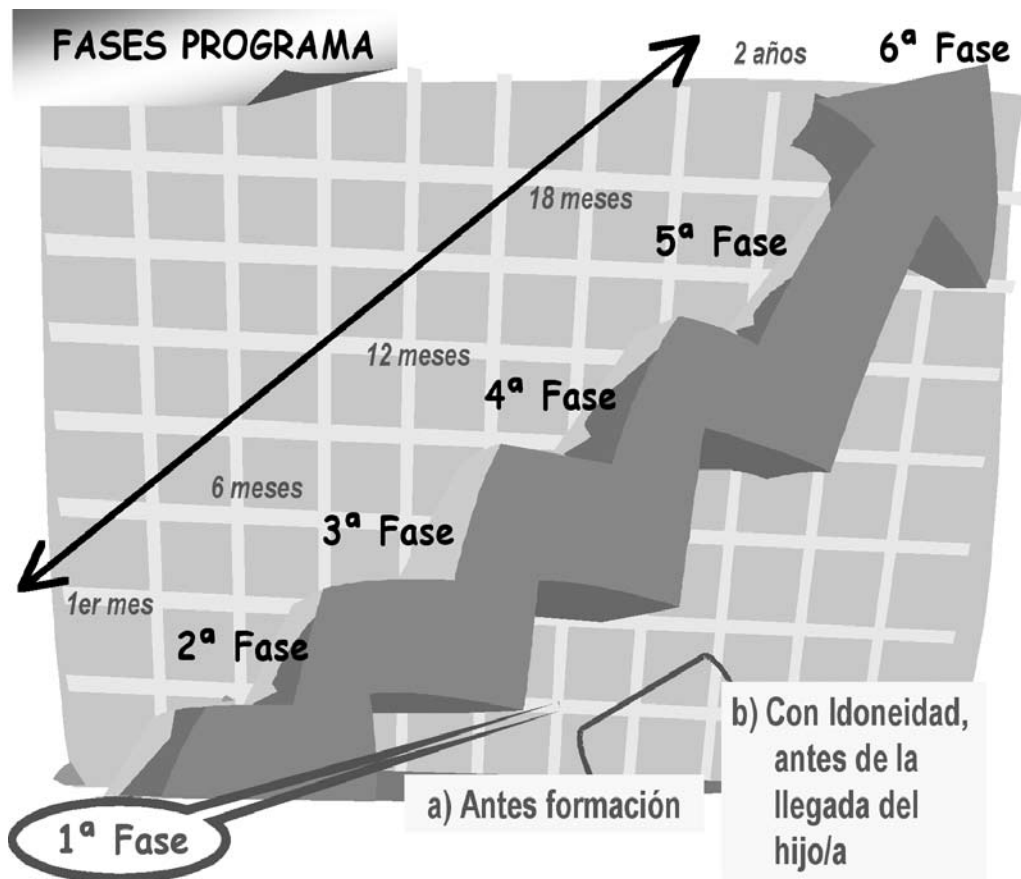 FASES PROGRAMA
2 años
6ª Fase
18 meses
5ª Fase
12 meses
4ª Fase
6 meses
3ª Fase
1er mes
2ª Fase
1ª Fase
a) Antes formación
b) Con Idoneidad,
antes de la
llegada del
hijo/a